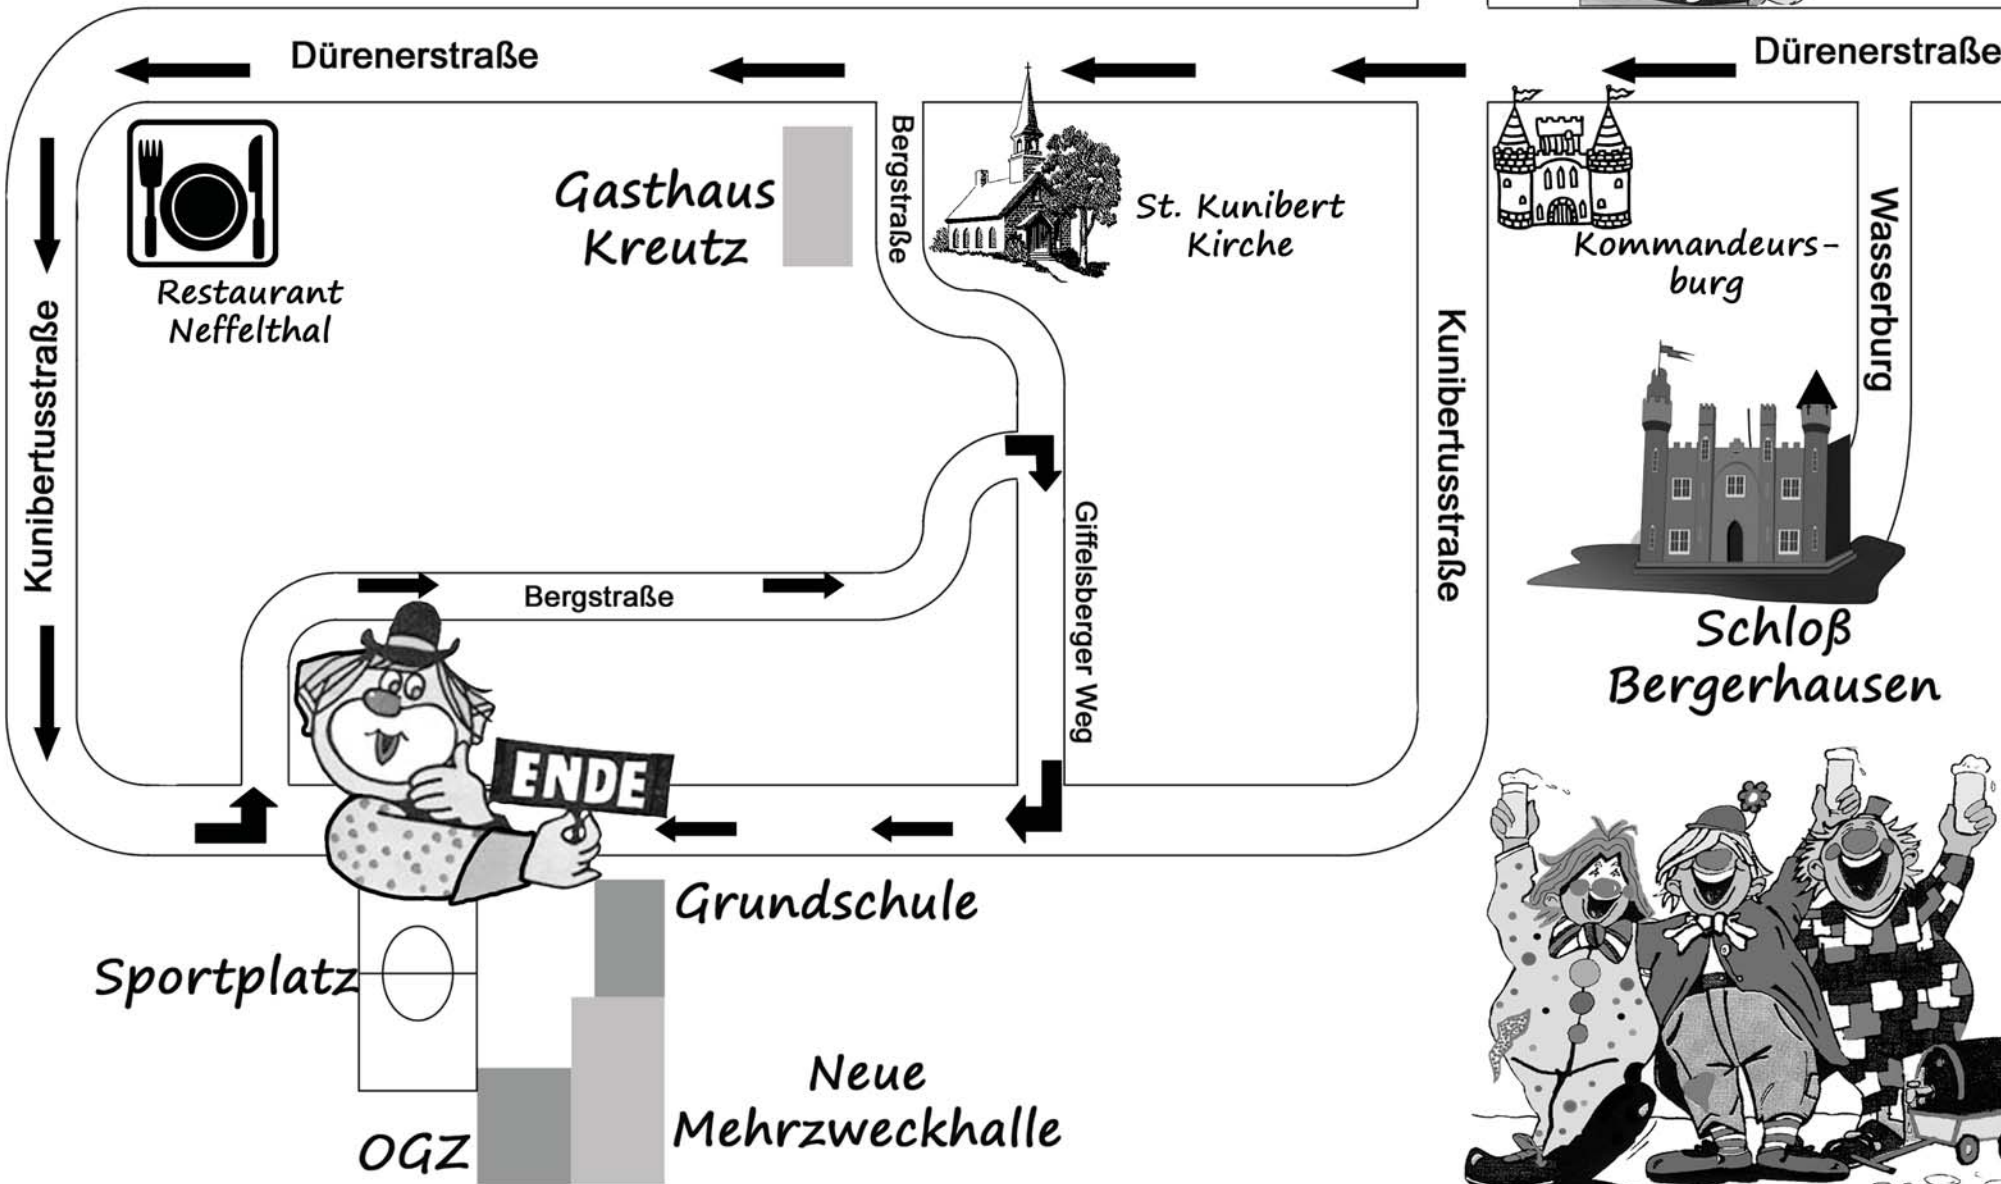 Dürenerstraße
Dürenerstraße
Bergstraße
Gasthaus
Kreutz
St. Kunibert
Kirche
Kommandeurs-
burg
Wasserburg
Restaurant
Neffelthal
Kunibertusstraße
Kunibertusstraße
Giffelsberger Weg
Bergstraße
Schloß
Bergerhausen
ENDE
Grundschule
Sportplatz
Neue
Mehrzweckhalle
OGZ